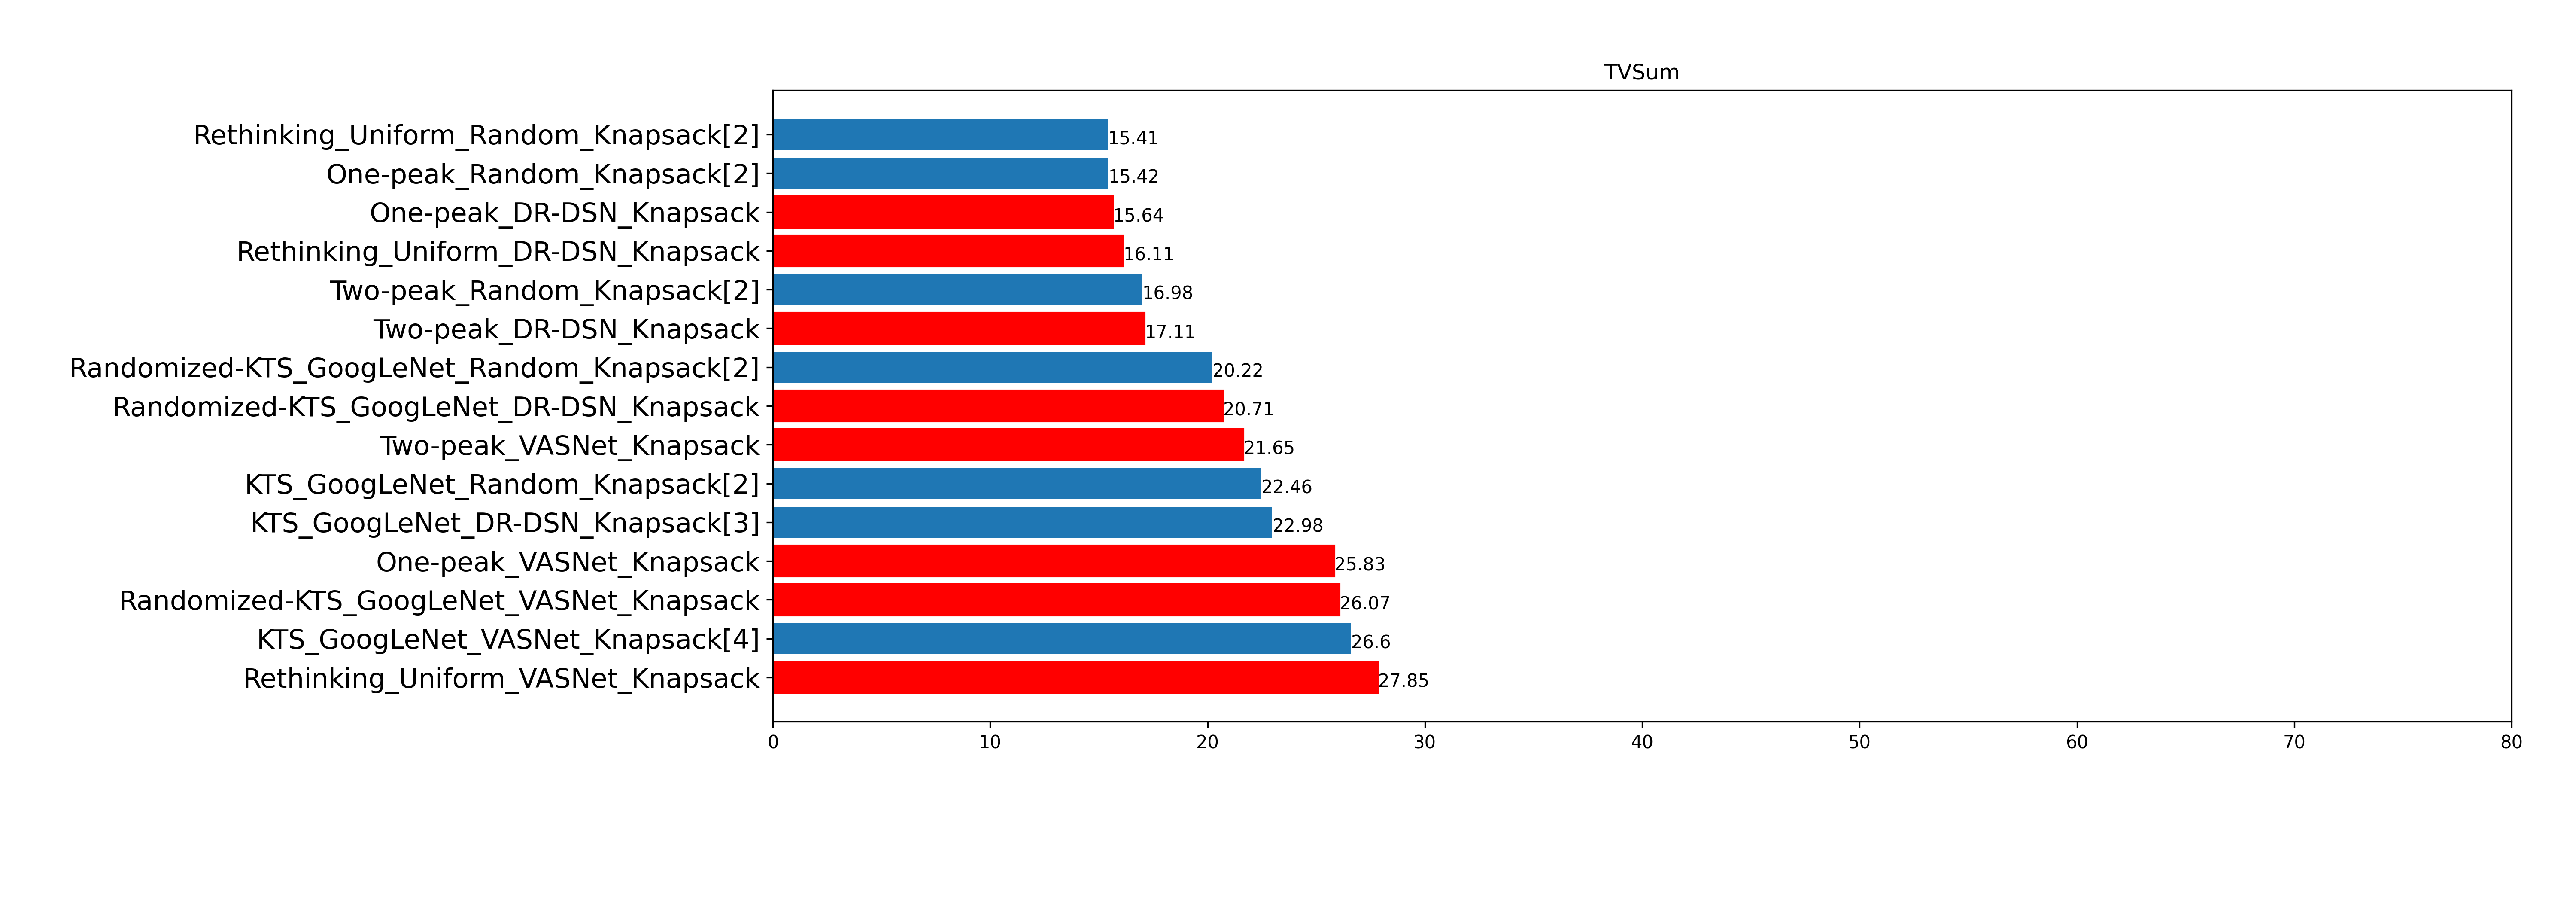 TVSum
Rethinking_Uniform_Random_Knapsack[2] 15.41
One-peak_Random_Knapsack[2] 15.42
One-peak_DR-DSN_Knapsack 15.64
Rethinking_Uniform_DR-DSN_Knapsack 16.11
Two-peak_Random_Knapsack[2] 16.98
Two-peak_DR-DSN_Knapsack 17.11
Randomized-KTS_GoogLeNet_Random_Knapsack[2] 20.22
Randomized-KTS_GoogLeNet_DR-DSN_Knapsack 20.71
Two-peak_VASNet_Knapsack 21.65
KTS_GoogLeNet_Random_Knapsack[2] 22.46
KTS_GoogLeNet_DR-DSN_Knapsack[3] 22.98
One-peak_VASNet_Knapsack 25.83
Randomized-KTS_GoogLeNet_VASNet_Knapsack 26.07
KTS_GoogLeNet_VASNet_Knapsack[4] 26.6
Rethinking_Uniform_VASNet_Knapsack 27.85
0 10 20 30 40 50 60 70 80